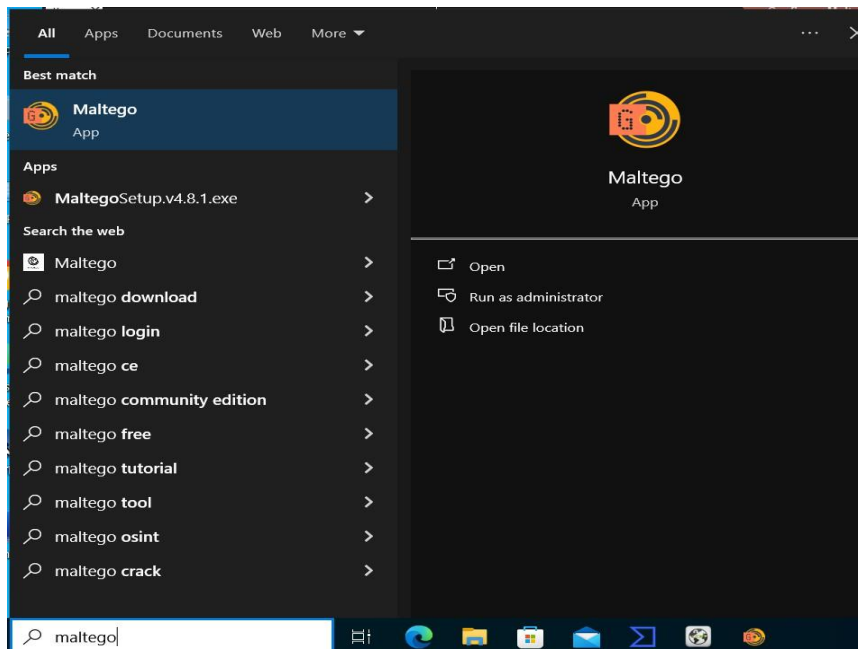 All Apps Documents Web More
Best match
Maltego
App
Apps
MaltegoSetup.v4.8.1.exe
Search the web
Maltego
maltego download
maltego login
maltego ce
maltego community edition
maltego free
maltego tutorial
maltego tool
maltego osint
maltego crack
maltego
G
Maltego
App
Open
Run as administrator
Open file location